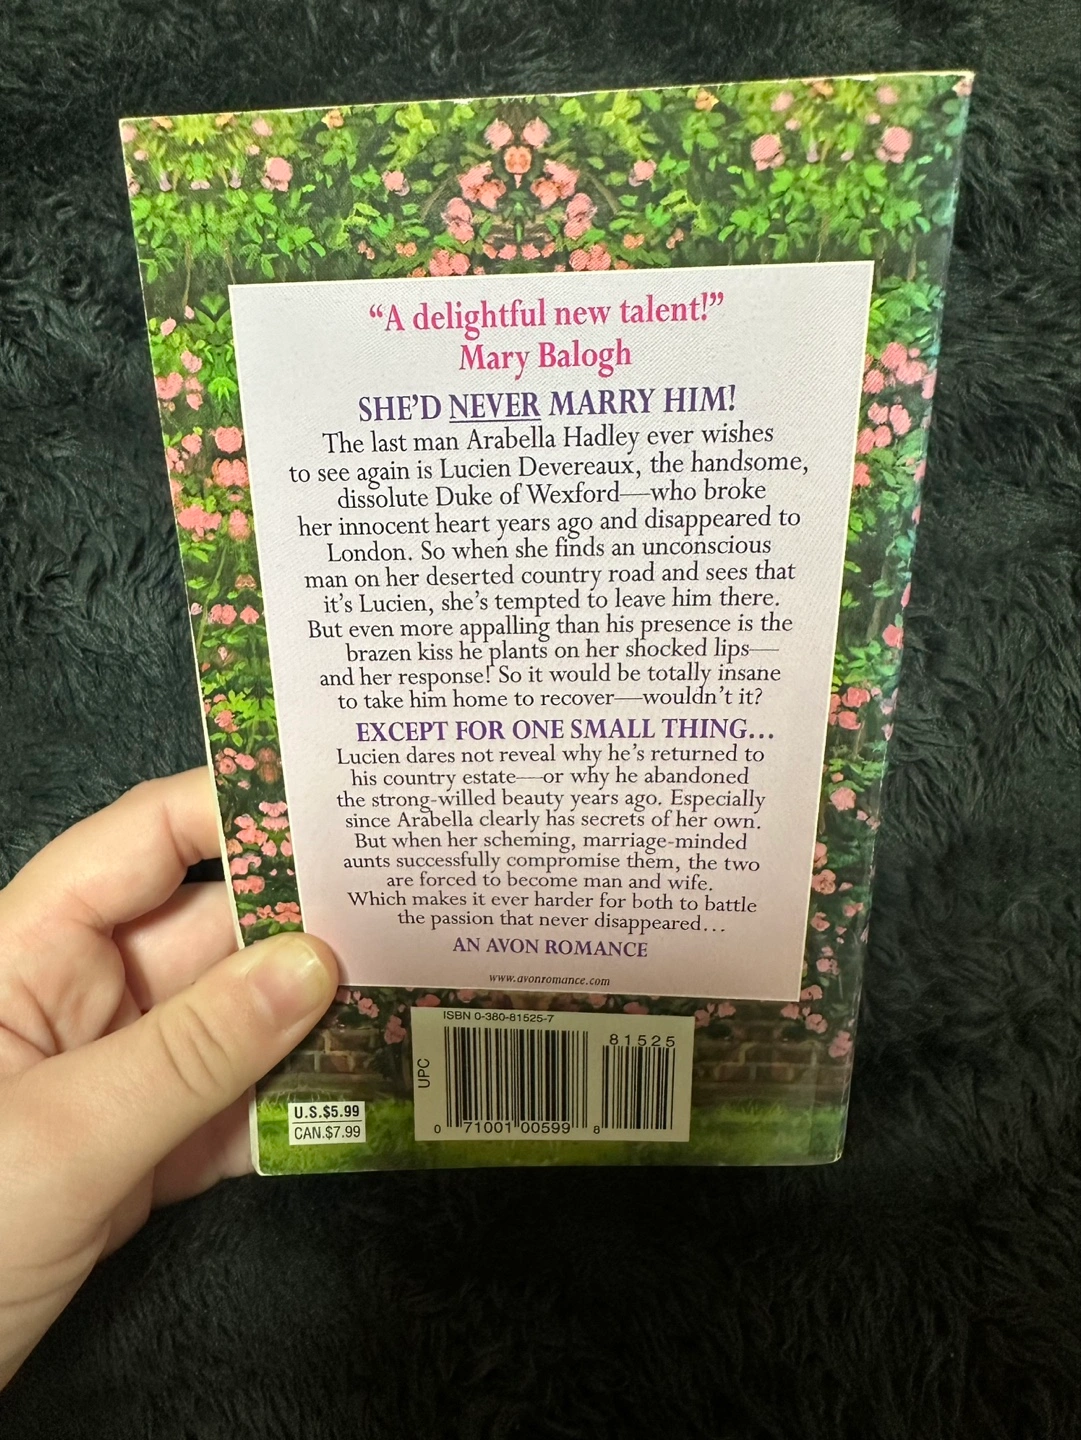 “A delightful new talent!”
Mary Balogh
SHE’D NEVER MARRY HIM!
The last man Arabella Hadley ever wishes
to see again is Lucien Devereaux, the handsome,
dissolute Duke of Wexford—who broke
her innocent heart years ago and disappeared to
London. So when she finds an unconscious
man on her deserted country road and sees that
it’s Lucien, she’s tempted to leave him there.
But even more appalling than his presence is the
brazen kiss he plants on her shocked lips—
and her response! So it would be totally insane
to take him home to recover—wouldn’t it?
EXCEPT FOR ONE SMALL THING…
Lucien dares not reveal why he’s returned to
his country estate—or why he abandoned
the strong-willed beauty years ago. Especially
since Arabella clearly has secrets of her own.
But when her scheming, marriage-minded
aunts successfully compromise them, the two
are forced to become man and wife.
Which makes it ever harder for both to battle
the passion that never disappeared…
AN AVON ROMANCE
www.avonromance.com
ISBN 0-380-81525-7
81525
UPC
0 71001 00599 8
U.S.$5.99
CAN.$7.99